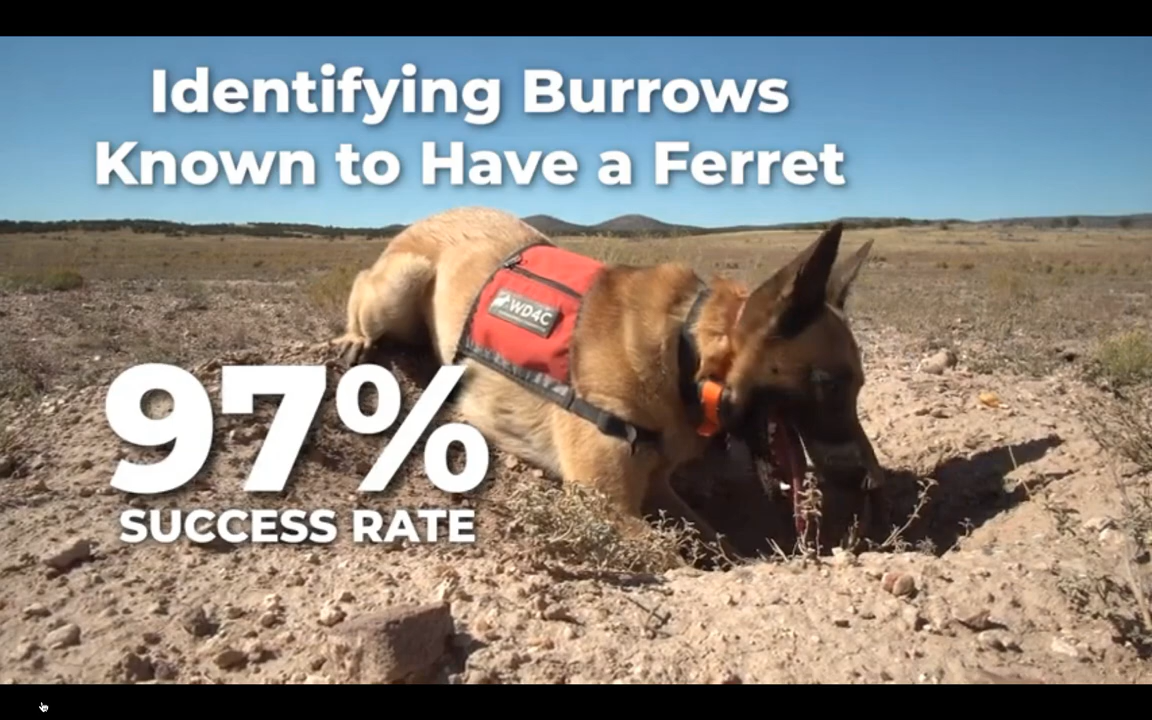 Identifying Burrows
Known to Have a Ferret
WD4C
97%
SUCCESS RATE